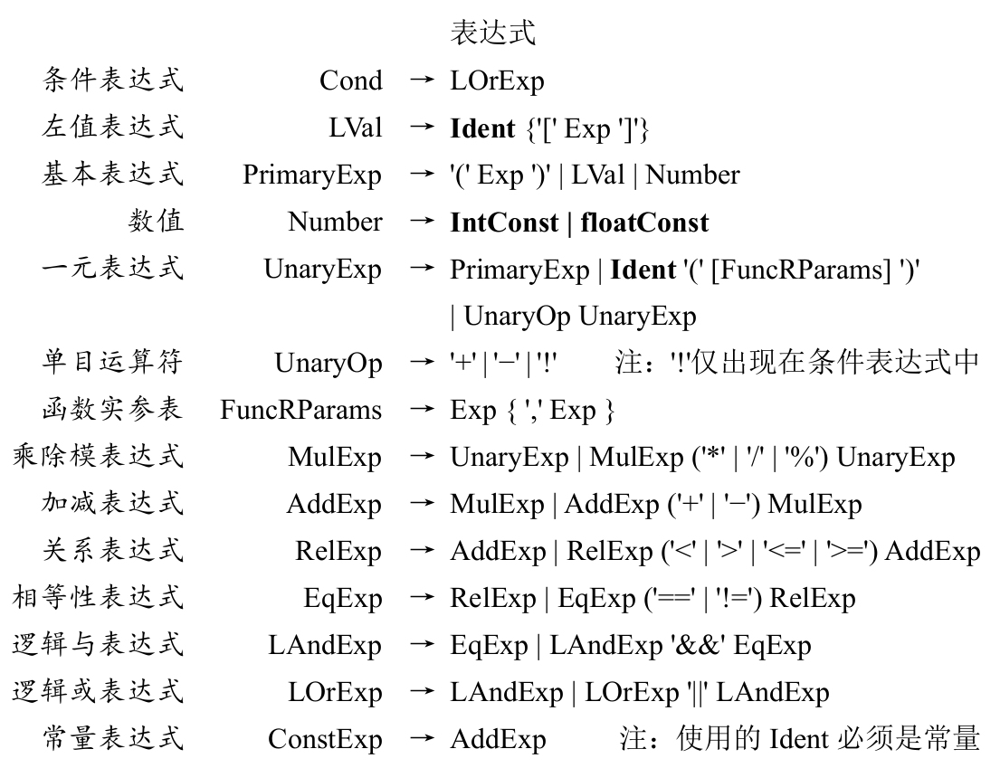 表达式
条件表达式 Cond → LOrExp
左值表达式 LVal → Ident {'[' Exp ']'}
基本表达式 PrimaryExp → '(' Exp ')' | LVal | Number
数值 Number → IntConst | floatConst
一元表达式 UnaryExp → PrimaryExp | Ident '(' [FuncRParams] ')'
| UnaryOp UnaryExp
单目运算符 UnaryOp → '+' | '−' | '!' 注：'!'仅出现在条件表达式中
函数实参表 FuncRParams → Exp { ',' Exp }
乘除模表达式 MulExp → UnaryExp | MulExp ('*' | '/' | '%') UnaryExp
加减表达式 AddExp → MulExp | AddExp ('+' | '−') MulExp
关系表达式 RelExp → AddExp | RelExp ('<' | '>' | '<=' | '>=') AddExp
相等性表达式 EqExp → RelExp | EqExp ('==' | '!=') RelExp
逻辑与表达式 LAndExp → EqExp | LAndExp '&&' EqExp
逻辑或表达式 LOrExp → LAndExp | LOrExp '||' LAndExp
常量表达式 ConstExp → AddExp 注：使用的 Ident 必须是常量